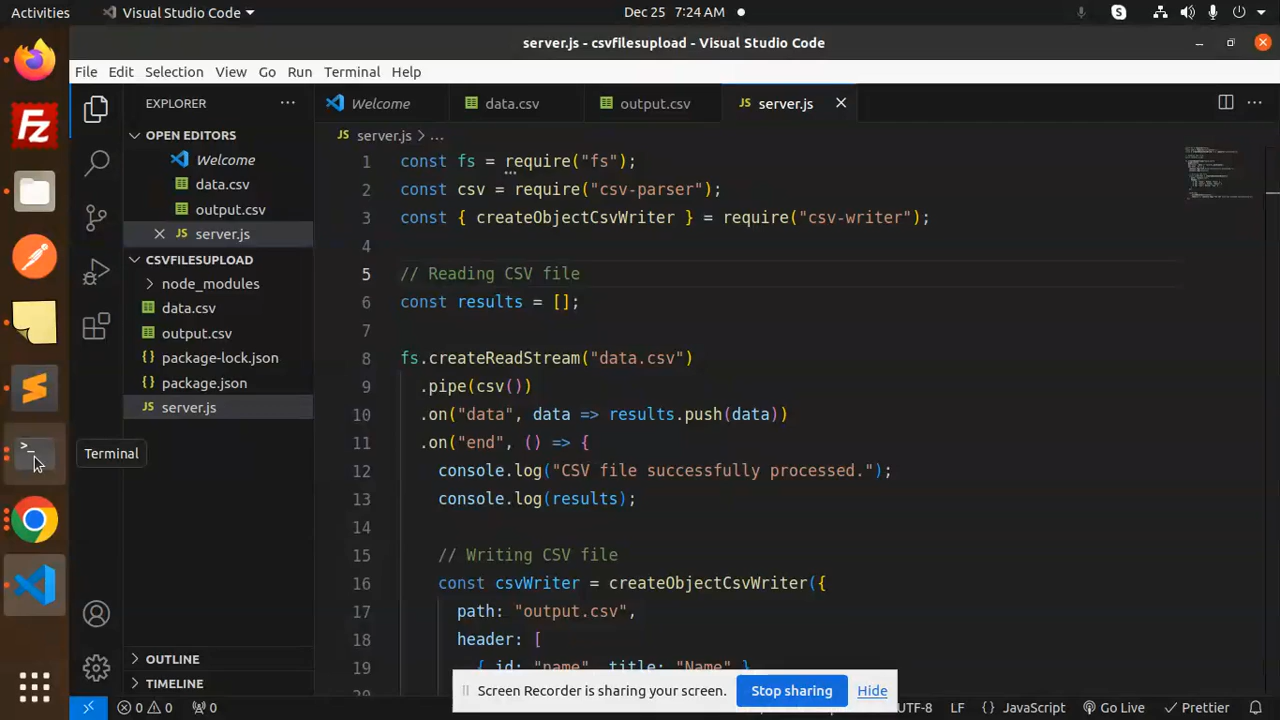 Activities
Visual Studio Code
Dec 25 7:24 AM
server.js - csvfilesupload - Visual Studio Code
File Edit Selection View Go Run Terminal Help
EXPLORER
Welcome
data.csv
output.csv
JS server.js
OPEN EDITORS
Welcome
data.csv
output.csv
JS server.js
CSVFILESUPLOAD
node_modules
data.csv
output.csv
{} package-lock.json
{} package.json
JS server.js
OUTLINE
TIMELINE
Terminal
JS server.js > ...
1 const fs = require("fs");
2 const csv = require("csv-parser");
3 const { createObjectCsvWriter } = require("csv-writer");
4
5 // Reading CSV file
6 const results = [];
7
8 fs.createReadStream("data.csv")
9 .pipe(csv())
10 .on("data", data => results.push(data))
11 .on("end", () => {
12 console.log("CSV file successfully processed.");
13 console.log(results);
14
15 // Writing CSV file
16 const csvWriter = createObjectCsvWriter({
17 path: "output.csv",
18 header: [
19 { id: "name", title: "Name" }
20
Screen Recorder is sharing your screen. Stop sharing Hide
0 0 0 UTF-8 LF {} JavaScript Go Live Prettier